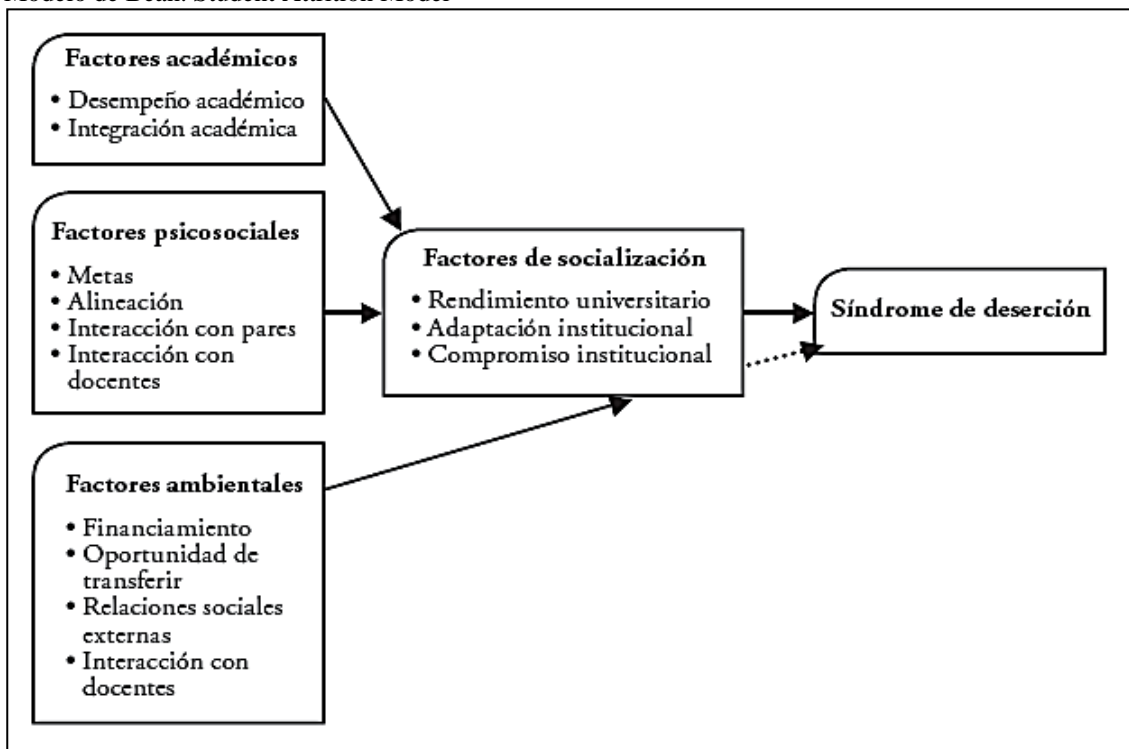 Modelo de Bean. Student Attrition Model
Factores académicos
• Desempeño académico
• Integración académica
Factores psicosociales
• Metas
• Alineación
• Interacción con pares
• Interacción con
docentes
Factores ambientales
• Financiamiento
• Oportunidad de
transferir
• Relaciones sociales
externas
• Interacción con
docentes
Factores de socialización
• Rendimiento universitario
• Adaptación institucional
• Compromiso institucional
Síndrome de deserción